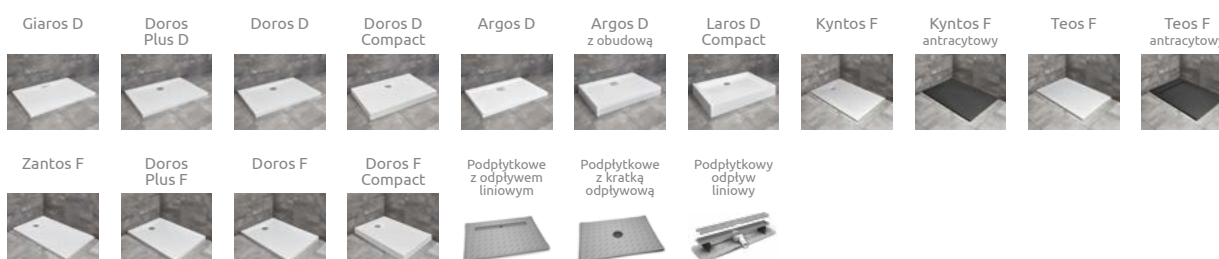 Giaros D
Doros
Plus D
Doros D
Doros D
Compact
Argos D
Argos D
z obudową
Laros D
Compact
Kyntos F
Kyntos F
antracytowy
Teos F
Teos F
Zantos F
Doros
Plus F
Doros F
Doros F
Compact
Podpłytkowe
z odpływem
liniowym
Podpłytkowe
z kratką
odpływową
Podpłytkowy
odpływ
liniowy